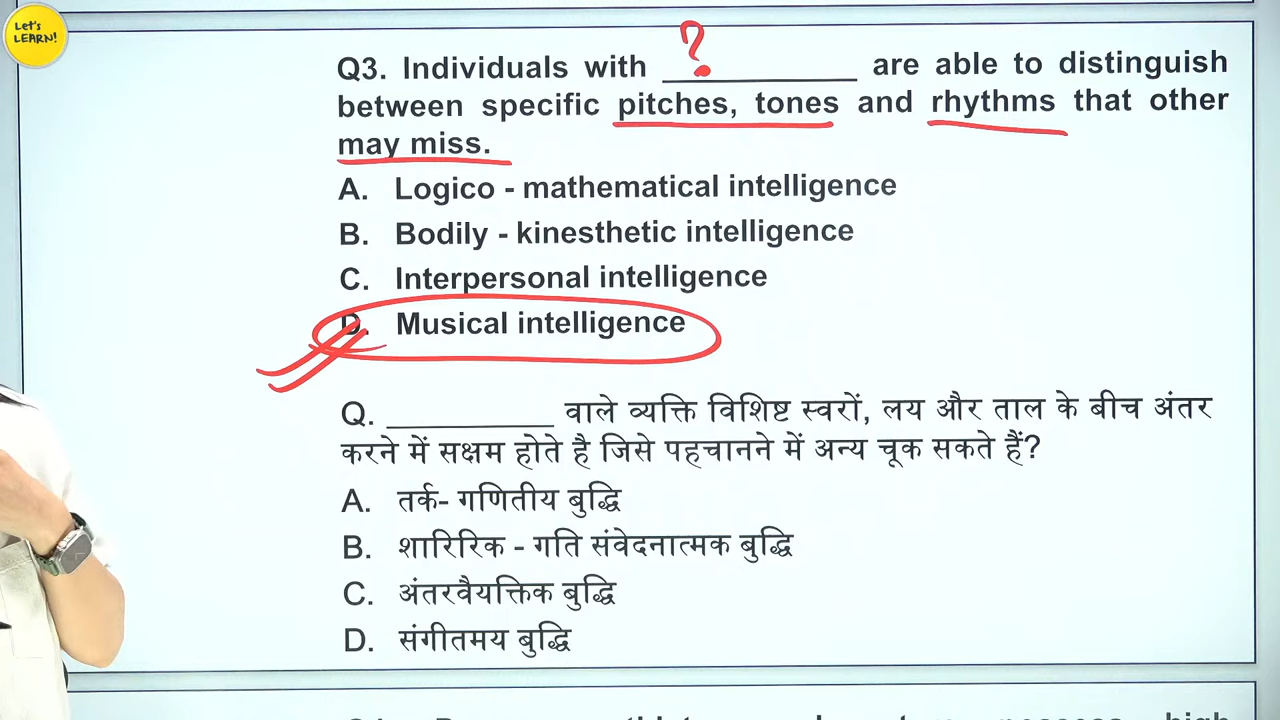 Let's
LEARN!
?
Q3. Individuals with __________ are able to distinguish
between specific pitches, tones and rhythms that other
may miss.
A. Logico - mathematical intelligence
B. Bodily - kinesthetic intelligence
C. Interpersonal intelligence
D. Musical intelligence
Q. __________ वाले व्यक्ति विशिष्ट स्वरों, लय और ताल के बीच अंतर
करने में सक्षम होते है जिसे पहचानने में अन्य चूक सकते हैं?
A. तर्क- गणितीय बुद्धि
B. शारिरिक - गति संवेदनात्मक बुद्धि
C. अंतरवैयक्तिक बुद्धि
D. संगीतमय बुद्धि